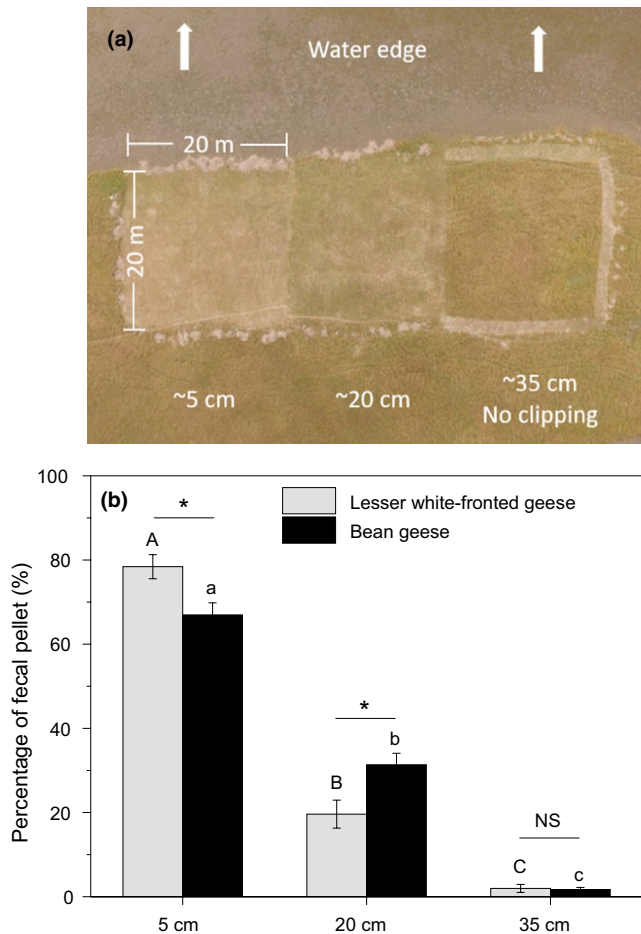 (a)
Water edge
20 m
20 m
~5 cm
~20 cm
~35 cm
No clipping
(b)
Lesser white-fronted geese
Bean geese
Percentage of fecal pellet (%)
100
80
60
40
20
0
*
A
a
*
B
b
NS
C
c
5 cm
20 cm
35 cm